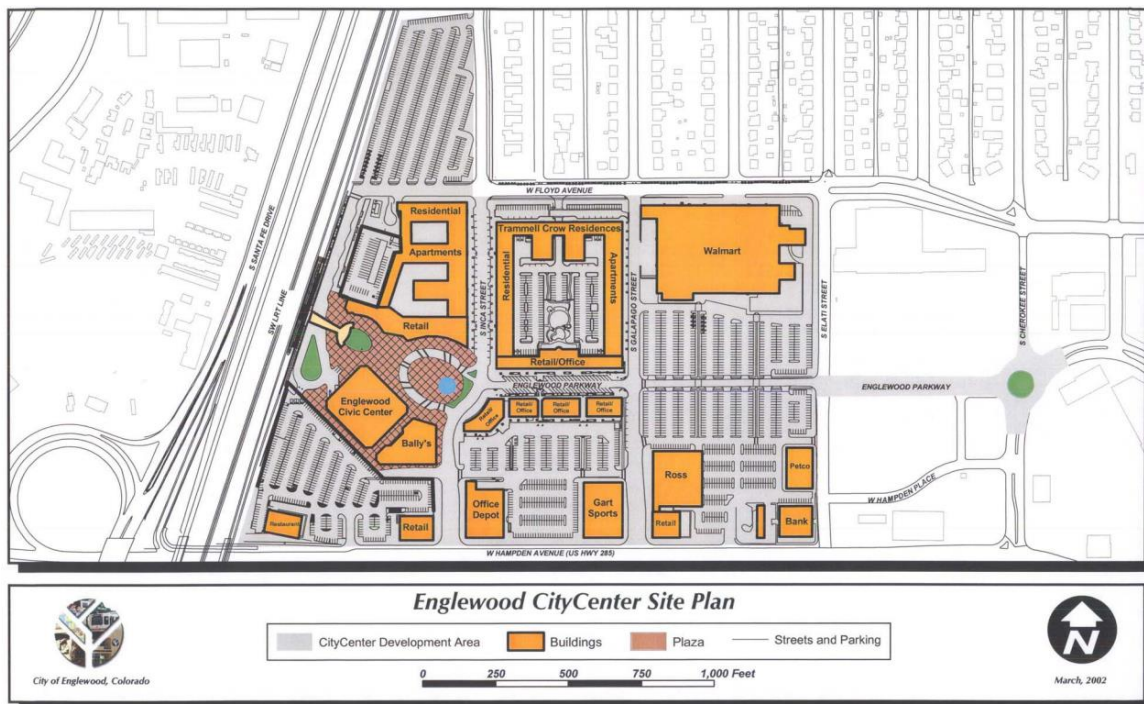 W FLOYD AVENUE
S SANTA FE DRIVE
SW LRT LINE
Residential
Apartments
Retail
S INCA STREET
Trammell Crow Residences
Residential
Apartments
Retail/Office
S GALAPAGO STREET
Walmart
S ELATI STREET
S CHEROKEE STREET
ENGLEWOOD PARKWAY
ENGLEWOOD PARKWAY
Englewood
Civic Center
Bally's
Retail/
Office
Retail/
Office
Retail/
Office
Retail/
Office
Ross
Petco
W HAMPDEN PLACE
Restaurant
Retail
Office
Depot
Gart
Sports
Retail
Bank
W HAMPDEN AVENUE (US HWY 285)
Englewood CityCenter Site Plan
CityCenter Development Area
Buildings
Plaza
Streets and Parking
0 250 500 750 1,000 Feet
City of Englewood, Colorado
N
March, 2002